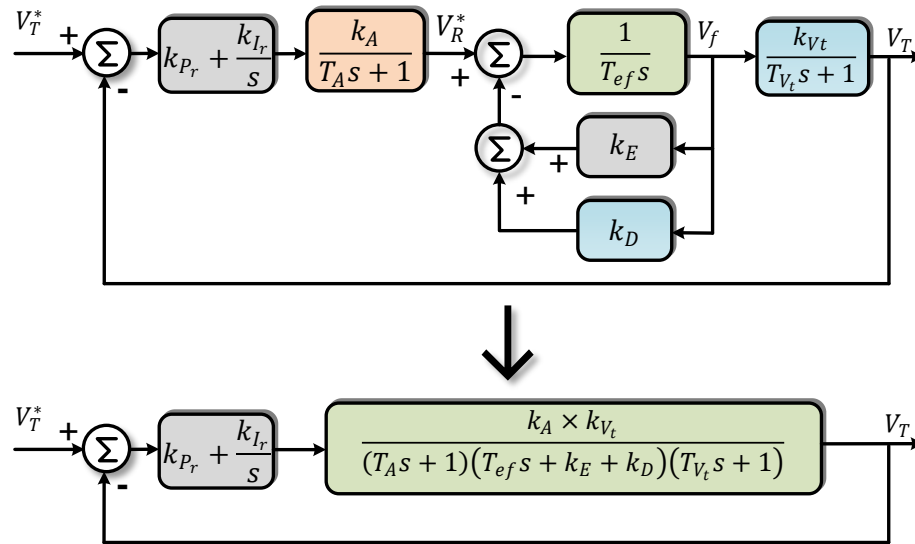 V_T^* + Σ - k_{P_r} + \frac{k_{I_r}}{s} \frac{k_A}{T_A s + 1} V_R^* + Σ - \frac{1}{T_{ef} s} V_f \frac{k_{Vt}}{T_{V_t} s + 1} V_T
Σ + k_E
+ k_D
V_T^* + Σ - k_{P_r} + \frac{k_{I_r}}{s} \frac{k_A × k_{V_t}}{(T_A s + 1)(T_{ef} s + k_E + k_D)(T_{V_t} s + 1)} V_T